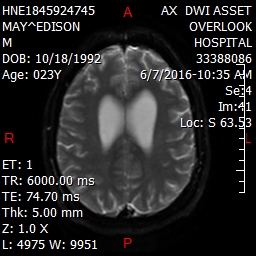 HNE1845924745
MAY^EDISON
M
DOB: 10/18/1992
Age: 023Y
A
AX DWI ASSET
OVERLOOK
HOSPITAL
33388086
6/7/2016-10:35 AM
Se:4
Im:41
Loc: S 63.53
R
L
ET: 1
TR: 6000.00 ms
TE: 74.70 ms
Thk: 5.00 mm
Z: 1.0 X
L: 4975 W: 9951
P